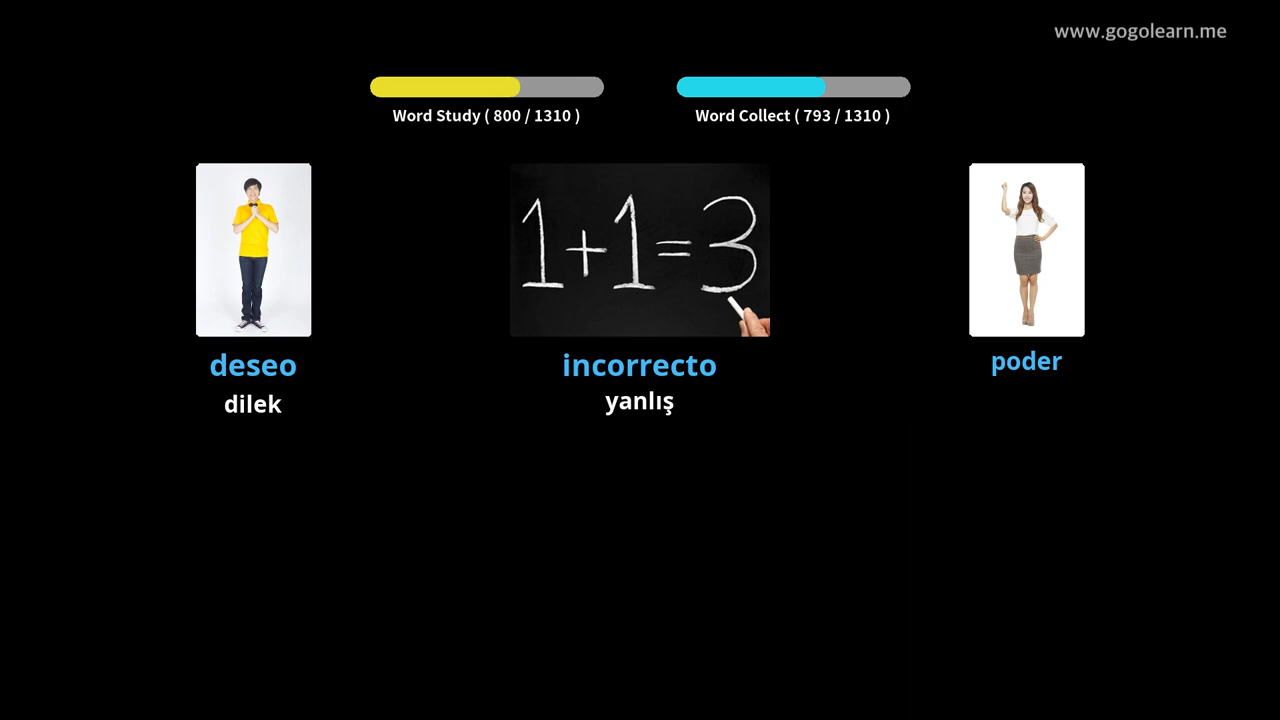 www.gogolearn.me
Word Study ( 800 / 1310 )
Word Collect ( 793 / 1310 )
1+1=3
deseo
dilek
incorrecto
yanlış
poder